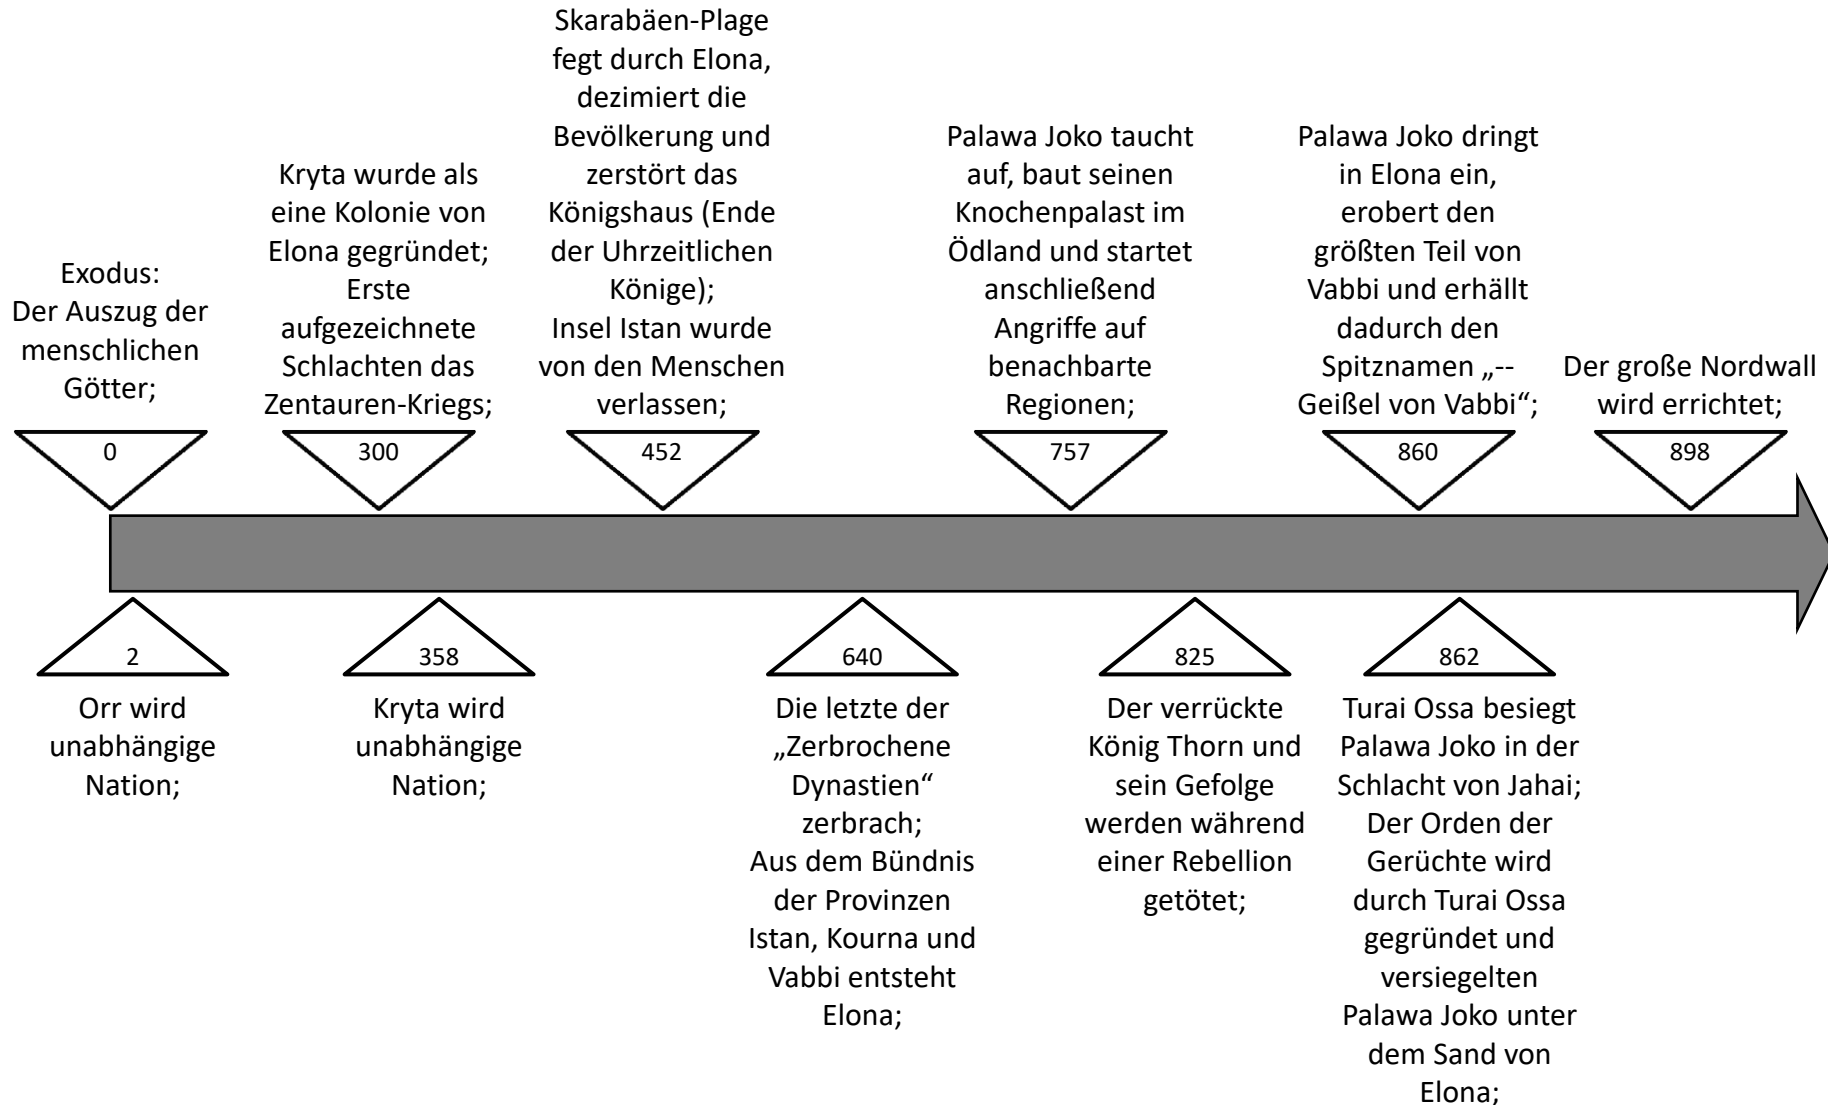 Exodus:
Der Auszug der
menschlichen
Götter;
0
Kryta wurde als
eine Kolonie von
Elona gegründet;
Erste
aufgezeichnete
Schlachten das
Zentauren-Kriegs;
300
Skarabäen-Plage
fegt durch Elona,
dezimiert die
Bevölkerung und
zerstört das
Königshaus (Ende
der Uhrzeitlichen
Könige);
Insel Istan wurde
von den Menschen
verlassen;
452
Palawa Joko taucht
auf, baut seinen
Knochenpalast im
Ödland und startet
anschließend
Angriffe auf
benachbarte
Regionen;
757
Palawa Joko dringt
in Elona ein,
erobert den
größten Teil von
Vabbi und erhällt
dadurch den
Spitznamen „--
Geißel von Vabbi“;
860
Der große Nordwall
wird errichtet;
898
2
Orr wird
unabhängige
Nation;
358
Kryta wird
unabhängige
Nation;
640
Die letzte der
„Zerbrochene
Dynastien“
zerbrach;
Aus dem Bündnis
der Provinzen
Istan, Kourna und
Vabbi entsteht
Elona;
825
Der verrückte
König Thorn und
sein Gefolge
werden während
einer Rebellion
getötet;
862
Turai Ossa besiegt
Palawa Joko in der
Schlacht von Jahai;
Der Orden der
Gerüchte wird
durch Turai Ossa
gegründet und
versiegelten
Palawa Joko unter
dem Sand von
Elona;